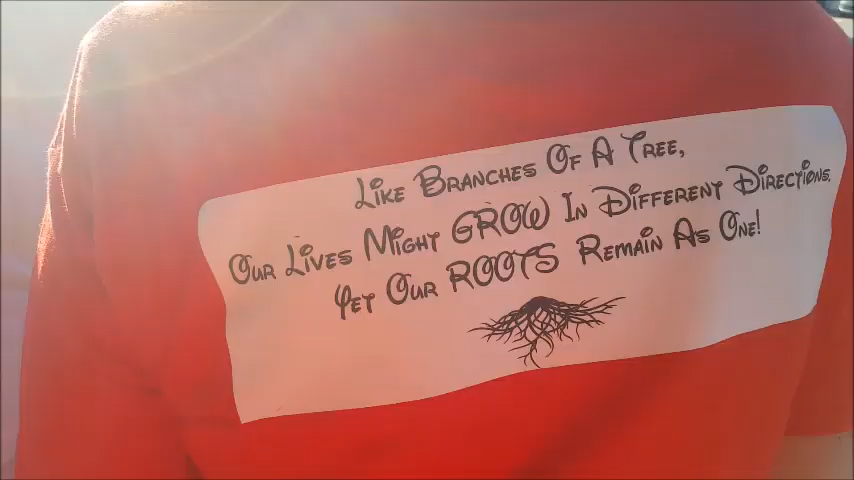 Like Branches Of A Tree,
Our Lives Might GROW In Different Directions.
Yet Our ROOTS Remain As One!